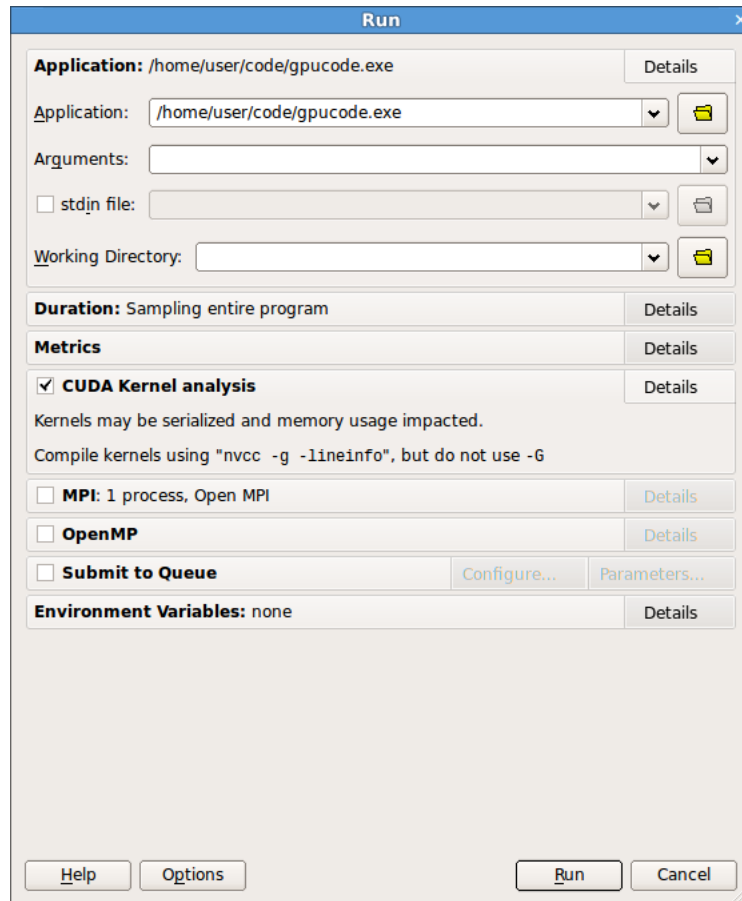 Run
Application: /home/user/code/gpucode.exe Details
Application: /home/user/code/gpucode.exe
Arguments:
stdin file:
Working Directory:
Duration: Sampling entire program Details
Metrics Details
CUDA Kernel analysis Details
Kernels may be serialized and memory usage impacted.
Compile kernels using "nvcc -g -lineinfo", but do not use -G
MPI: 1 process, Open MPI Details
OpenMP Details
Submit to Queue Configure... Parameters...
Environment Variables: none Details
Help Options Run Cancel